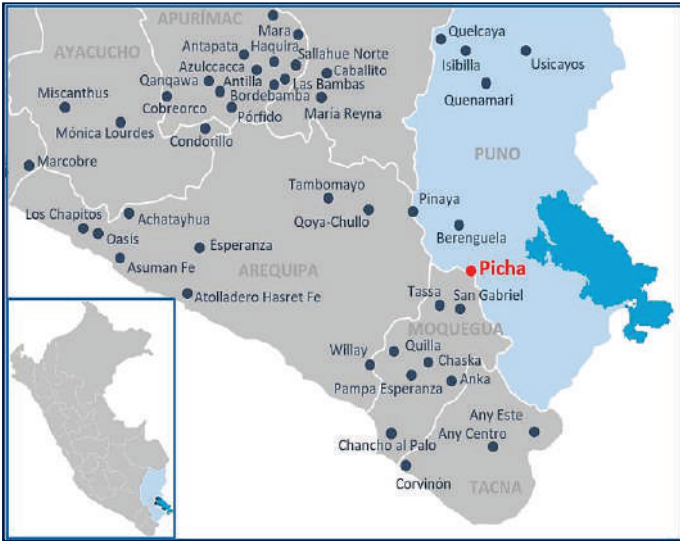 APURÍMAC
Mara
Quelcaya
AYACUCHO
Antapata
Haquira
Sallahue Norte
Isibilla
Usicayos
Azulccacca
Caballito
Qanqawa
Antilla
Las Bambas
Quenamari
Miscanthus
Cobreorco
Bordebamba
Mónica Lourdes
Pórfido
María Reyna
Condorillo
PUNO
Marcobre
Tambomayo
Pinaya
Los Chapitos
Achatayhua
Qoya-Chullo
Oasis
Esperanza
Berenguela
Asuman Fe
AREQUIPA
Picha
Atolladero Hasret Fe
Tassa
San Gabriel
MOQUEGUA
Willay
Quilla
Chaska
Pampa Esperanza
Anka
Any Este
Chancho al Palo
Any Centro
Corvinón
TACNA